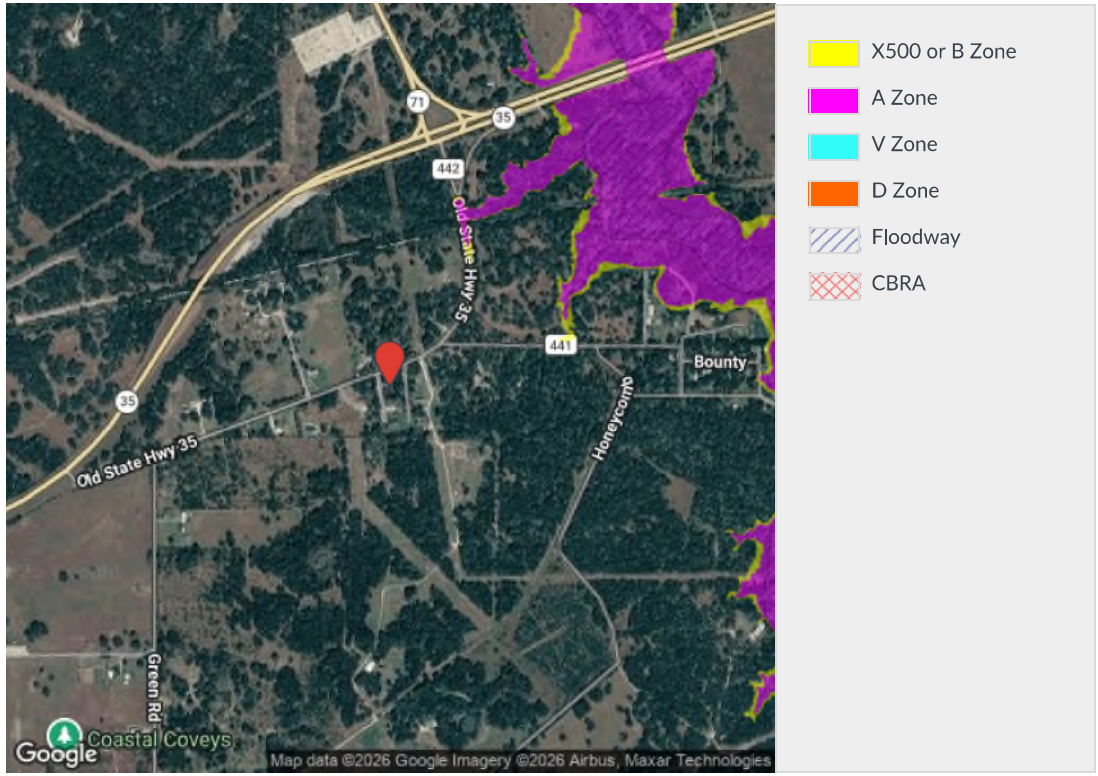 71
35
442
Old State Hwy 35
441
Bounty
Honeycomb
35
Old State Hwy 35
Green Rd
Coastal Coveys
Google
Map data ©2026 Google Imagery ©2026 Airbus, Maxar Technologies
X500 or B Zone
A Zone
V Zone
D Zone
Floodway
CBRA